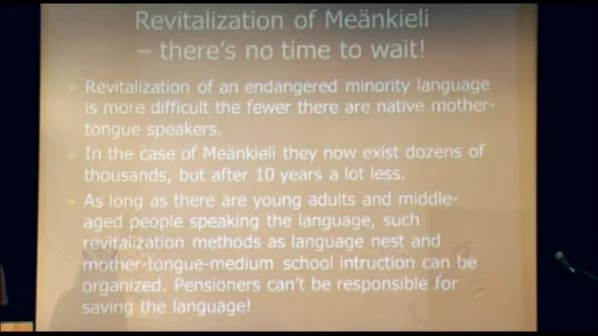 Revitalization of Meänkieli
– there's no time to wait!
Revitalization of an endangered minority language
is more difficult the fewer there are native mother-
tongue speakers.
In the case of Meänkieli they now exist dozens of
thousands, but after 10 years a lot less.
As long as there are young adults and middle-
aged people speaking the language, such
revitalization methods as language nest and
mother-tongue-medium school intruction can be
organized. Pensioners can't be responsible for
saving the language!